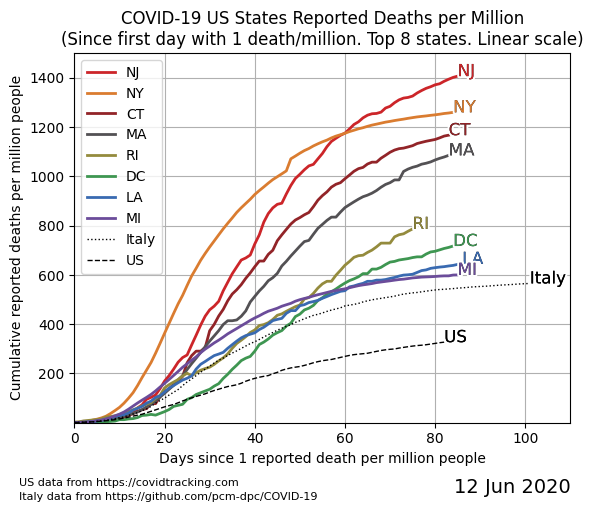 COVID-19 US States Reported Deaths per Million
(Since first day with 1 death/million. Top 8 states. Linear scale)
Cumulative reported deaths per million people
1400
1200
1000
800
600
400
200
NJ
NY
CT
MA
RI
DC
LA
MI
Italy
US
NJ
NY
CT
MA
RI
DC
LA
MI
Italy
US
0
20
40
60
80
100
Days since 1 reported death per million people
US data from https://covidtracking.com
Italy data from https://github.com/pcm-dpc/COVID-19
12 Jun 2020